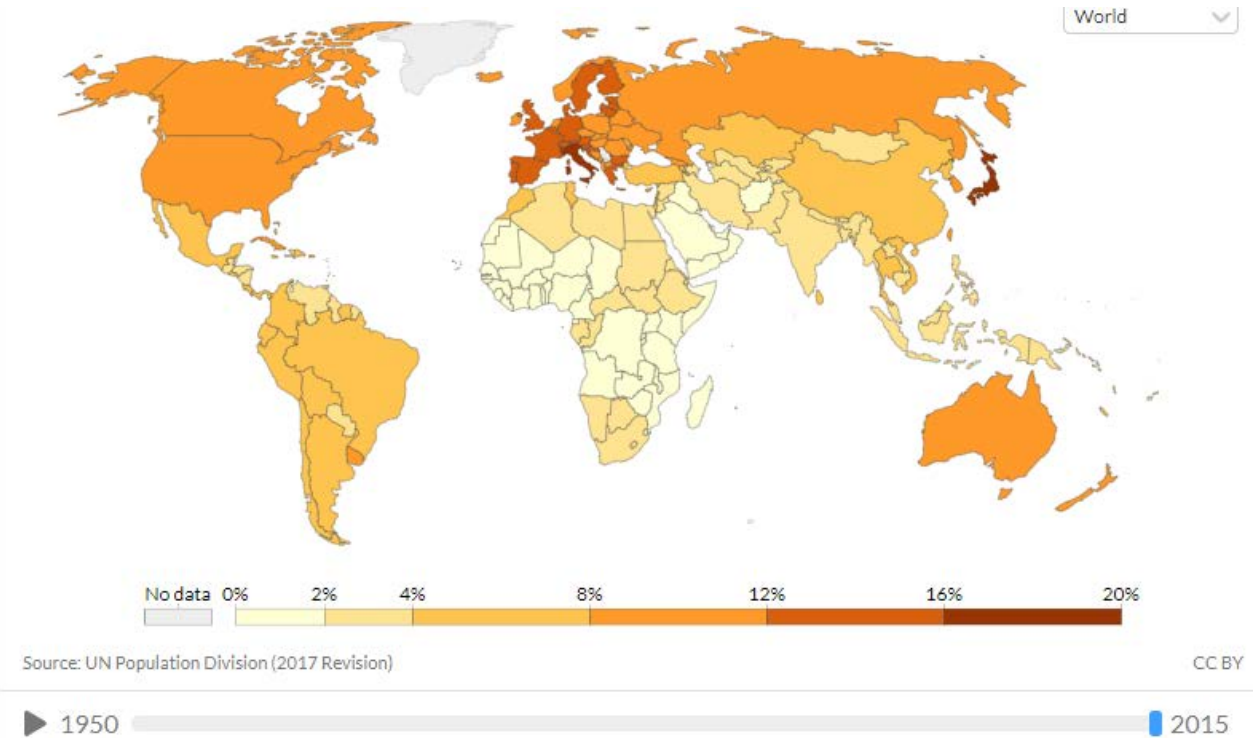 World
No data 0% 2% 4% 8% 12% 16% 20%
Source: UN Population Division (2017 Revision) CC BY
1950 2015